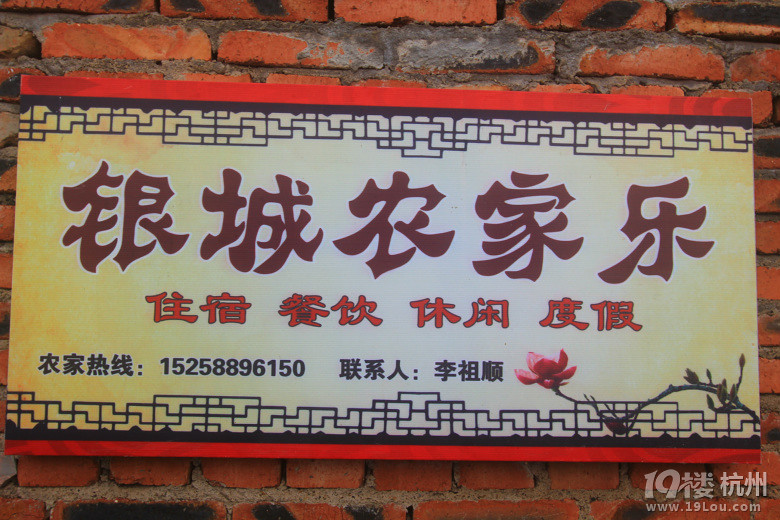 银城农家乐
住宿 餐饮 休闲 度假
农家热线：15258896150 联系人：李祖顺
19楼杭州
www.19Lou.com